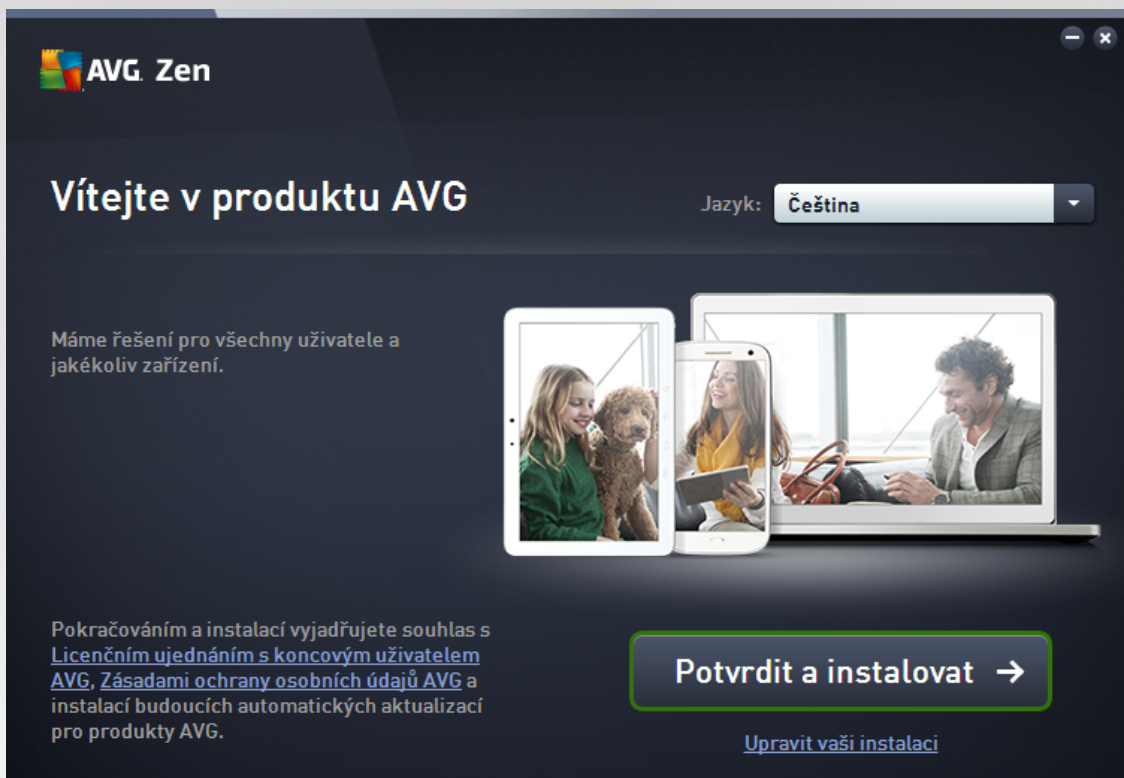 AVG. Zen
Vítejte v produktu AVG
Jazyk: Čeština
Máme řešení pro všechny uživatele a
jakékoliv zařízení.
Pokračováním a instalací vyjadřujete souhlas s
Licenčním ujednáním s koncovým uživatelem
AVG, Zásadami ochrany osobních údajů AVG a
instalací budoucích automatických aktualizací
pro produkty AVG.
Potvrdit a instalovat →
Upravit vaši instalaci